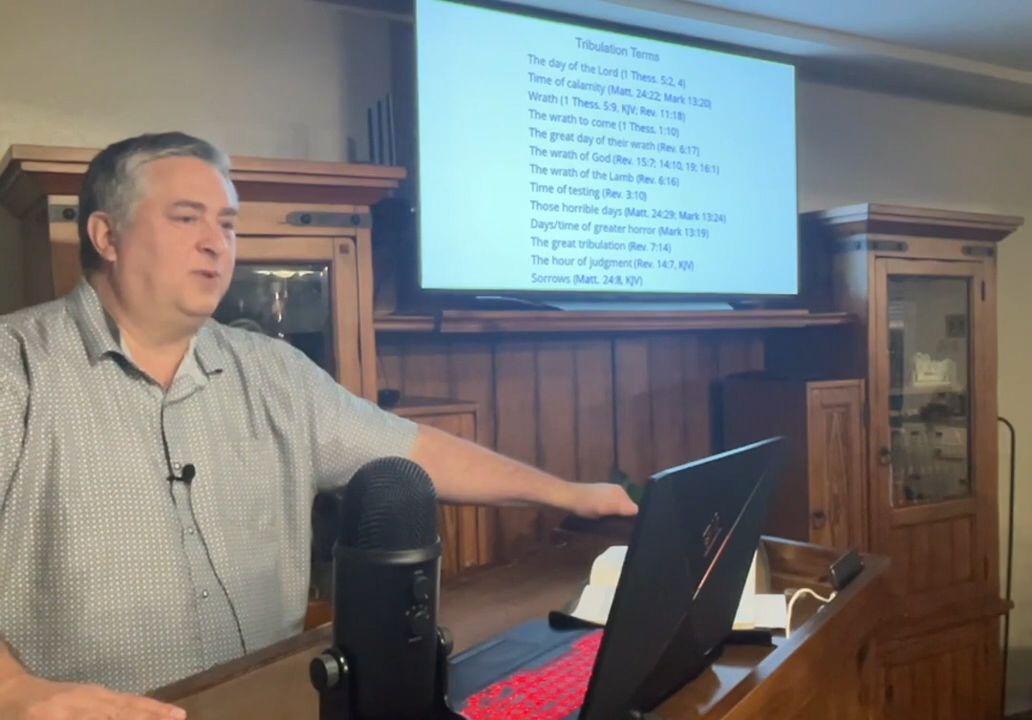 Tribulation Terms
The day of the Lord (1 Thess. 5:2, 4)
Time of calamity (Matt. 24:22; Mark 13:20)
Wrath (1 Thess. 5:9, KJV; Rev. 11:18)
The wrath to come (1 Thess. 1:10)
The great day of their wrath (Rev. 6:17)
The wrath of God (Rev. 15:7; 14:10, 19; 16:1)
The wrath of the Lamb (Rev. 6:16)
Time of testing (Rev. 3:10)
Those horrible days (Matt. 24:29; Mark 13:24)
Days/time of greater horror (Mark 13:19)
The great tribulation (Rev. 7:14)
The hour of judgment (Rev. 14:7, KJV)
Sorrows (Matt. 24:8, KJV)